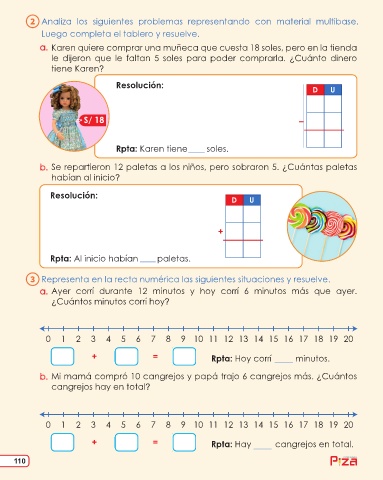 2 Analiza los siguientes problemas representando con material multibase.
Luego completa el tablero y resuelve.
a. Karen quiere comprar una muñeca que cuesta 18 soles, pero en la tienda
le dijeron que le faltan 5 soles para poder comprarla. ¿Cuánto dinero
tiene Karen?
Resolución:
D U
S/ 18
-
Rpta: Karen tiene ___ soles.
b. Se repartieron 12 paletas a los niños, pero sobraron 5. ¿Cuántas paletas
habían al inicio?
Resolución:
D U
+
Rpta: Al inicio habían ___ paletas.
3 Representa en la recta numérica las siguientes situaciones y resuelve.
a. Ayer corrí durante 12 minutos y hoy corrí 6 minutos más que ayer.
¿Cuántos minutos corrí hoy?
0 1 2 3 4 5 6 7 8 9 10 11 12 13 14 15 16 17 18 19 20
+ = Rpta: Hoy corrí ___ minutos.
b. Mi mamá compró 10 cangrejos y papá trajo 6 cangrejos más. ¿Cuántos
cangrejos hay en total?
0 1 2 3 4 5 6 7 8 9 10 11 12 13 14 15 16 17 18 19 20
+ = Rpta: Hay ___ cangrejos en total.
110
Piza